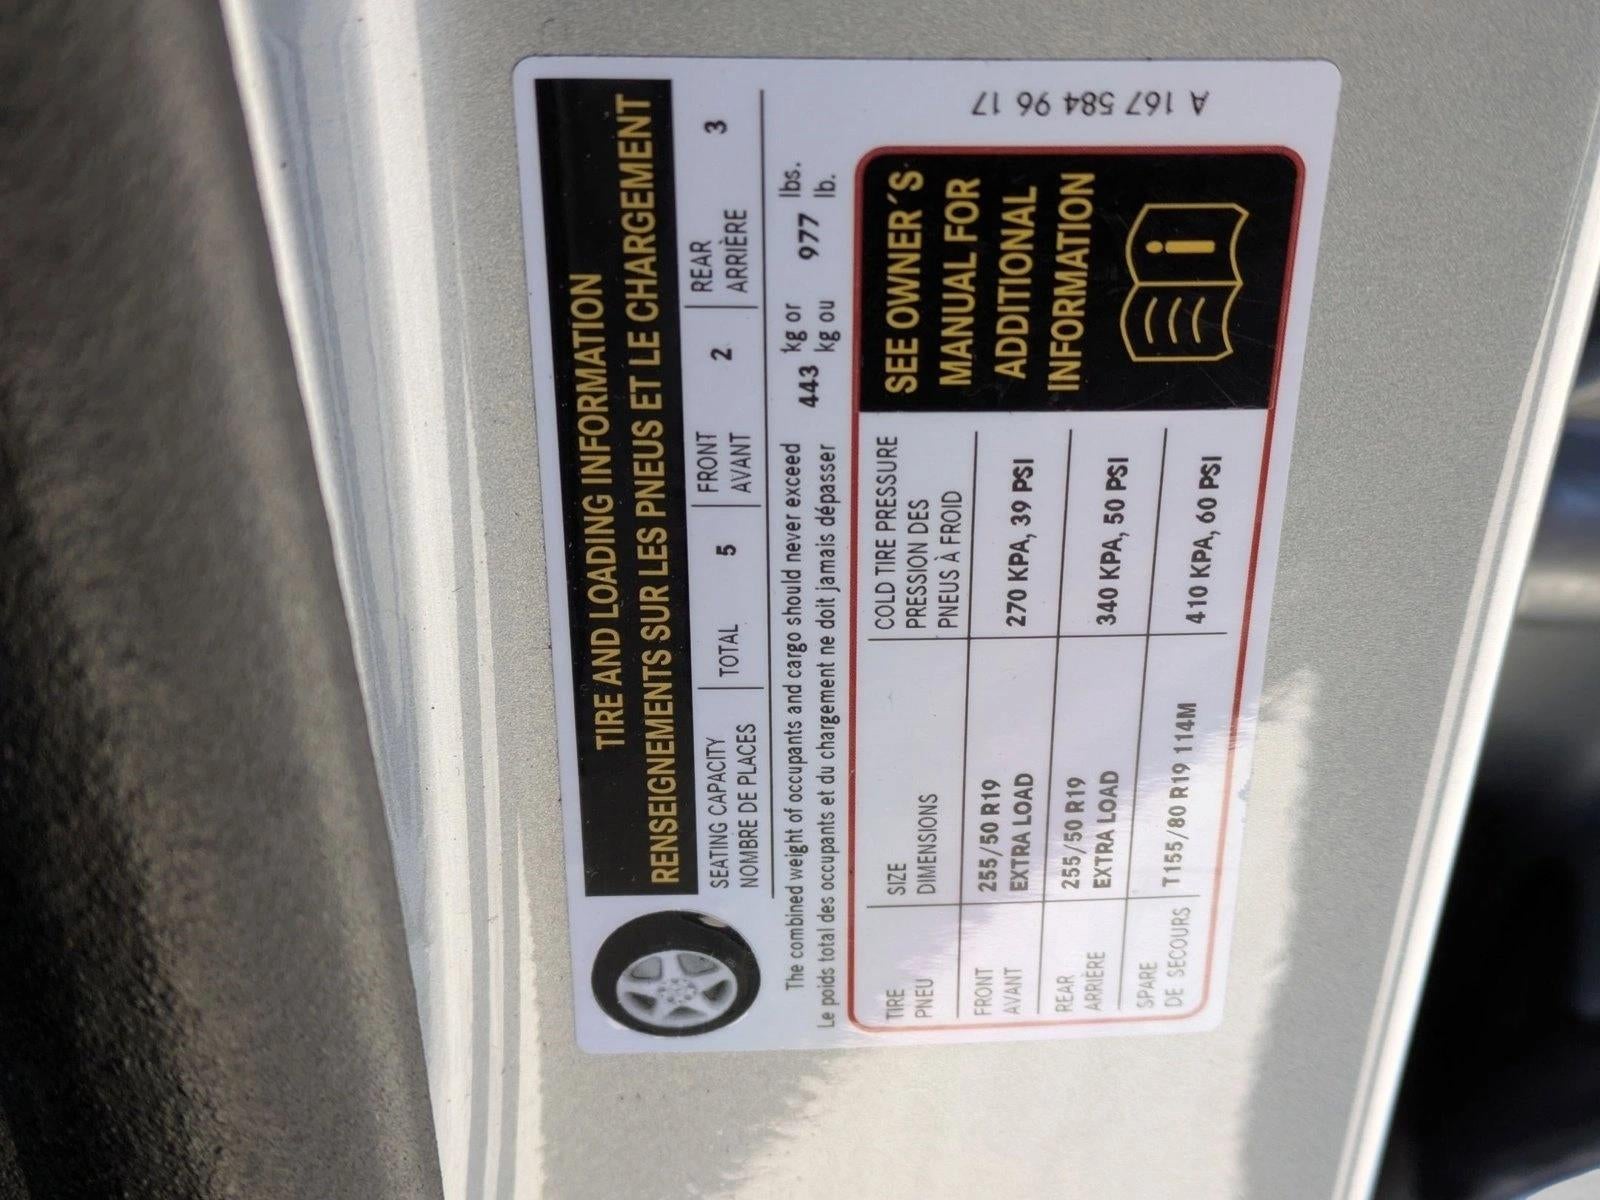 TIRE AND LOADING INFORMATION
RENSEIGNEMENTS SUR LES PNEUS ET LE CHARGEMENT
SEATING CAPACITY TOTAL 5 FRONT 2 REAR 3
NOMBRE DE PLACES AVANT ARRIÈRE
The combined weight of occupants and cargo should never exceed 443 kg or 977 lbs.
Le poids total des occupants et du chargement ne doit jamais dépasser kg ou lb.
TIRE SIZE COLD TIRE PRESSURE
PNEU DIMENSIONS PRESSION DES
PNEUS À FROID
FRONT 255/50 R19 270 KPA, 39 PSI
AVANT EXTRA LOAD
REAR 255/50 R19 340 KPA, 50 PSI
ARRIÈRE EXTRA LOAD
SPARE T155/80 R19 114M 410 KPA, 60 PSI
DE SECOURS
SEE OWNER´S
MANUAL FOR
ADDITIONAL
INFORMATION
i
A 167 584 96 17